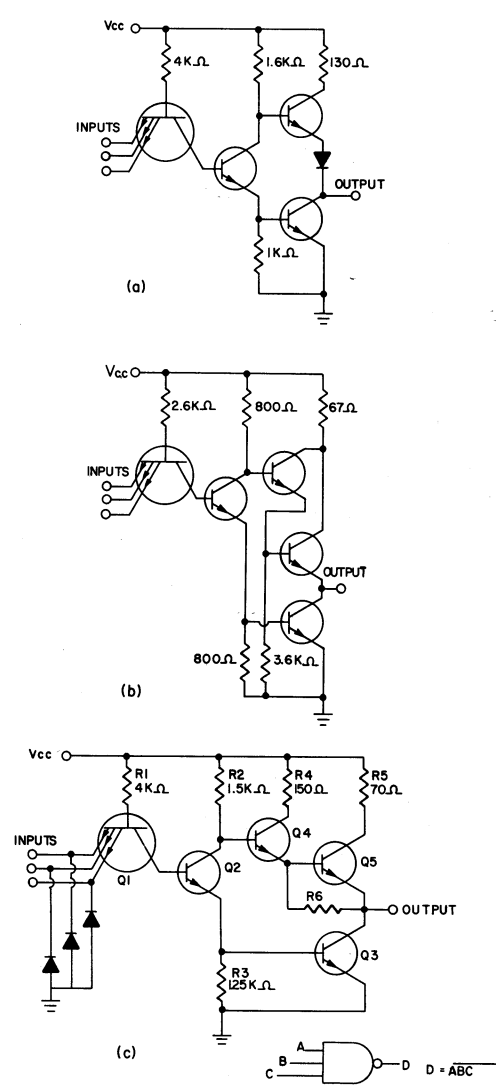 Vcc
4KΩ
1.6KΩ
130Ω
INPUTS
OUTPUT
1KΩ
(a)
Vcc
2.6KΩ
800Ω
67Ω
INPUTS
OUTPUT
800Ω
3.6KΩ
(b)
Vcc
R1
4KΩ
R2
1.5KΩ
R4
150Ω
R5
70Ω
INPUTS
Q1
Q2
Q4
Q5
R6
OUTPUT
Q3
R3
1.25KΩ
(c)
A
B
C
D
D = A̅B̅C̅